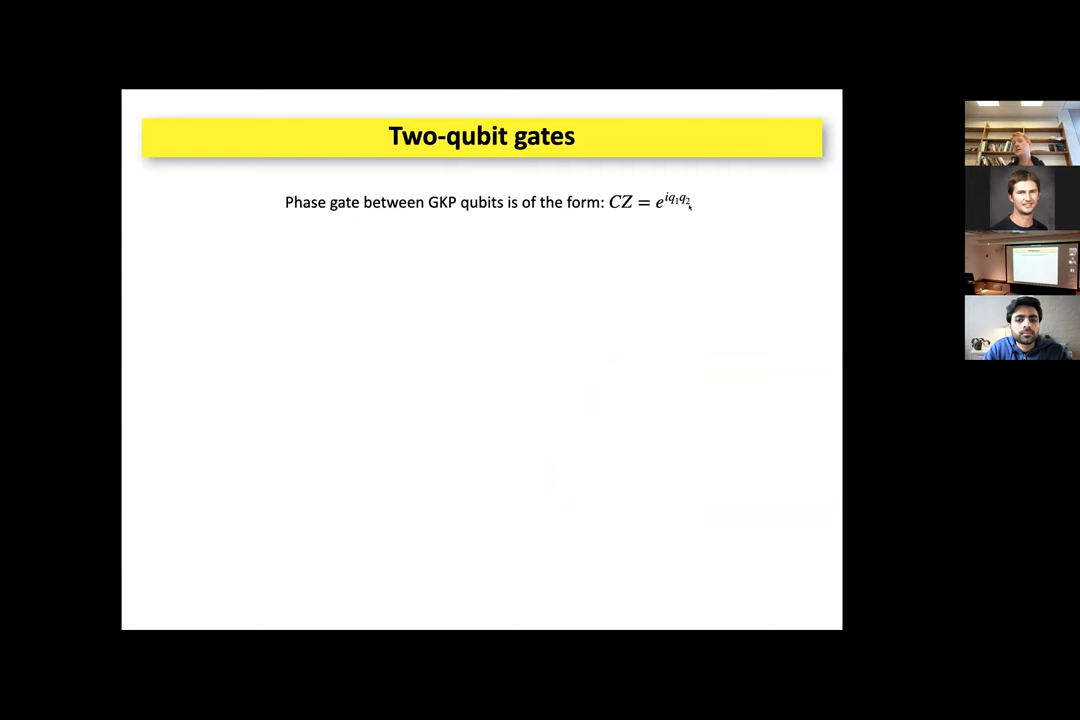 Two-qubit gates
Phase gate between GKP qubits is of the form: CZ = e^{iq₁q₂}